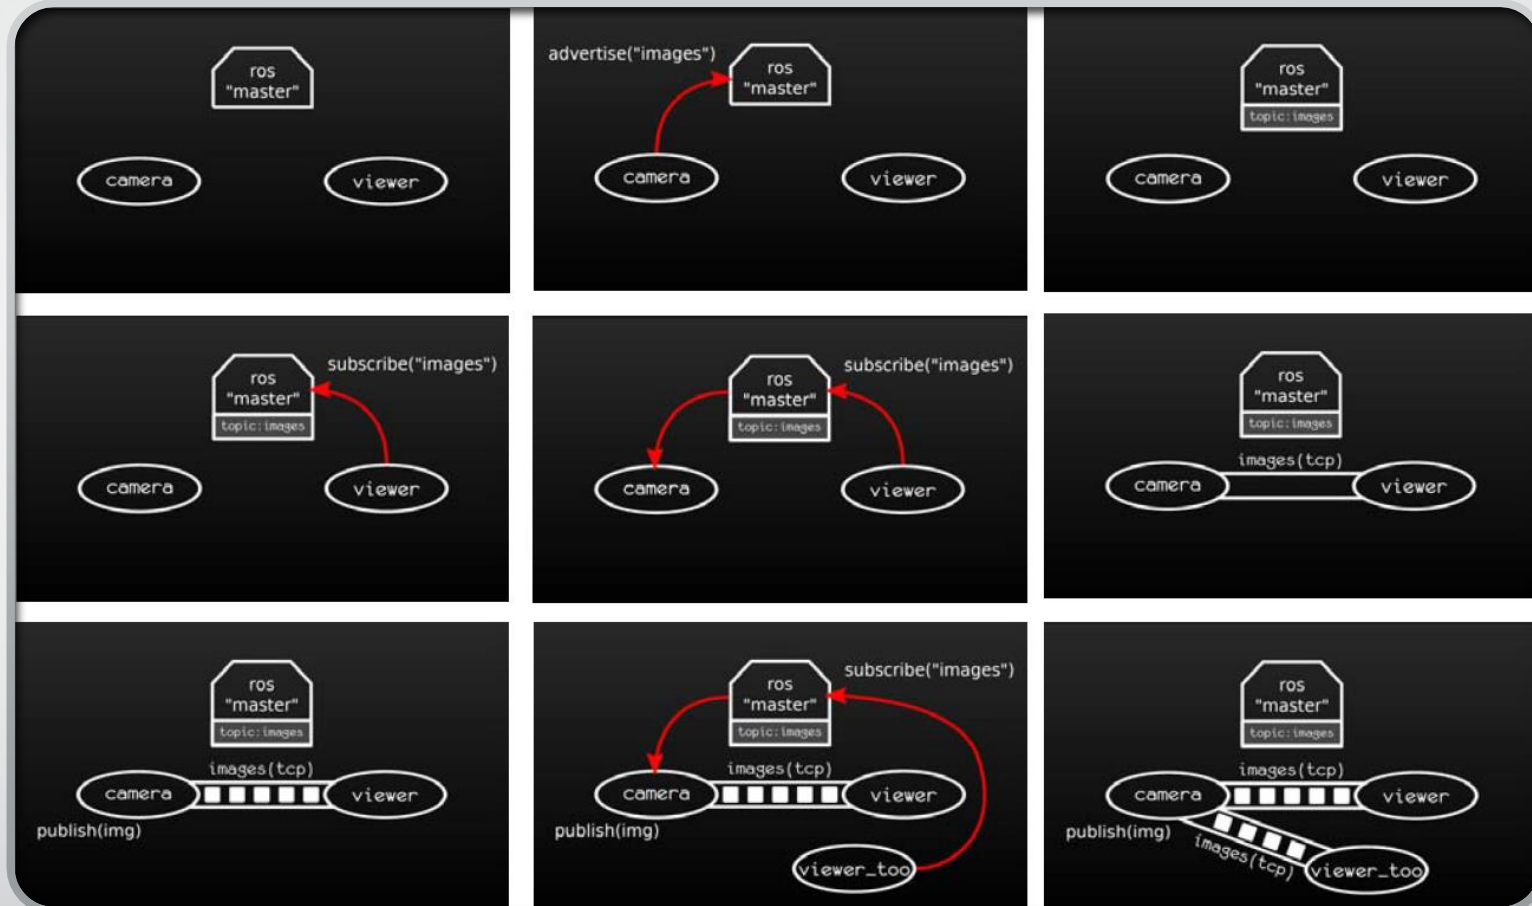 ros
"master"
camera
viewer
advertise("images")
ros
"master"
camera
viewer
ros
"master"
topic:images
camera
viewer
subscribe("images")
ros
"master"
topic:images
camera
viewer
subscribe("images")
ros
"master"
topic:images
camera
viewer
ros
"master"
topic:images
images(tcp)
camera
viewer
ros
"master"
topic:images
images(tcp)
camera
viewer
publish(img)
subscribe("images")
ros
"master"
topic:images
images(tcp)
camera
viewer
publish(img)
viewer_too
ros
"master"
topic:images
images(tcp)
camera
viewer
publish(img)
images(tcp)
viewer_too